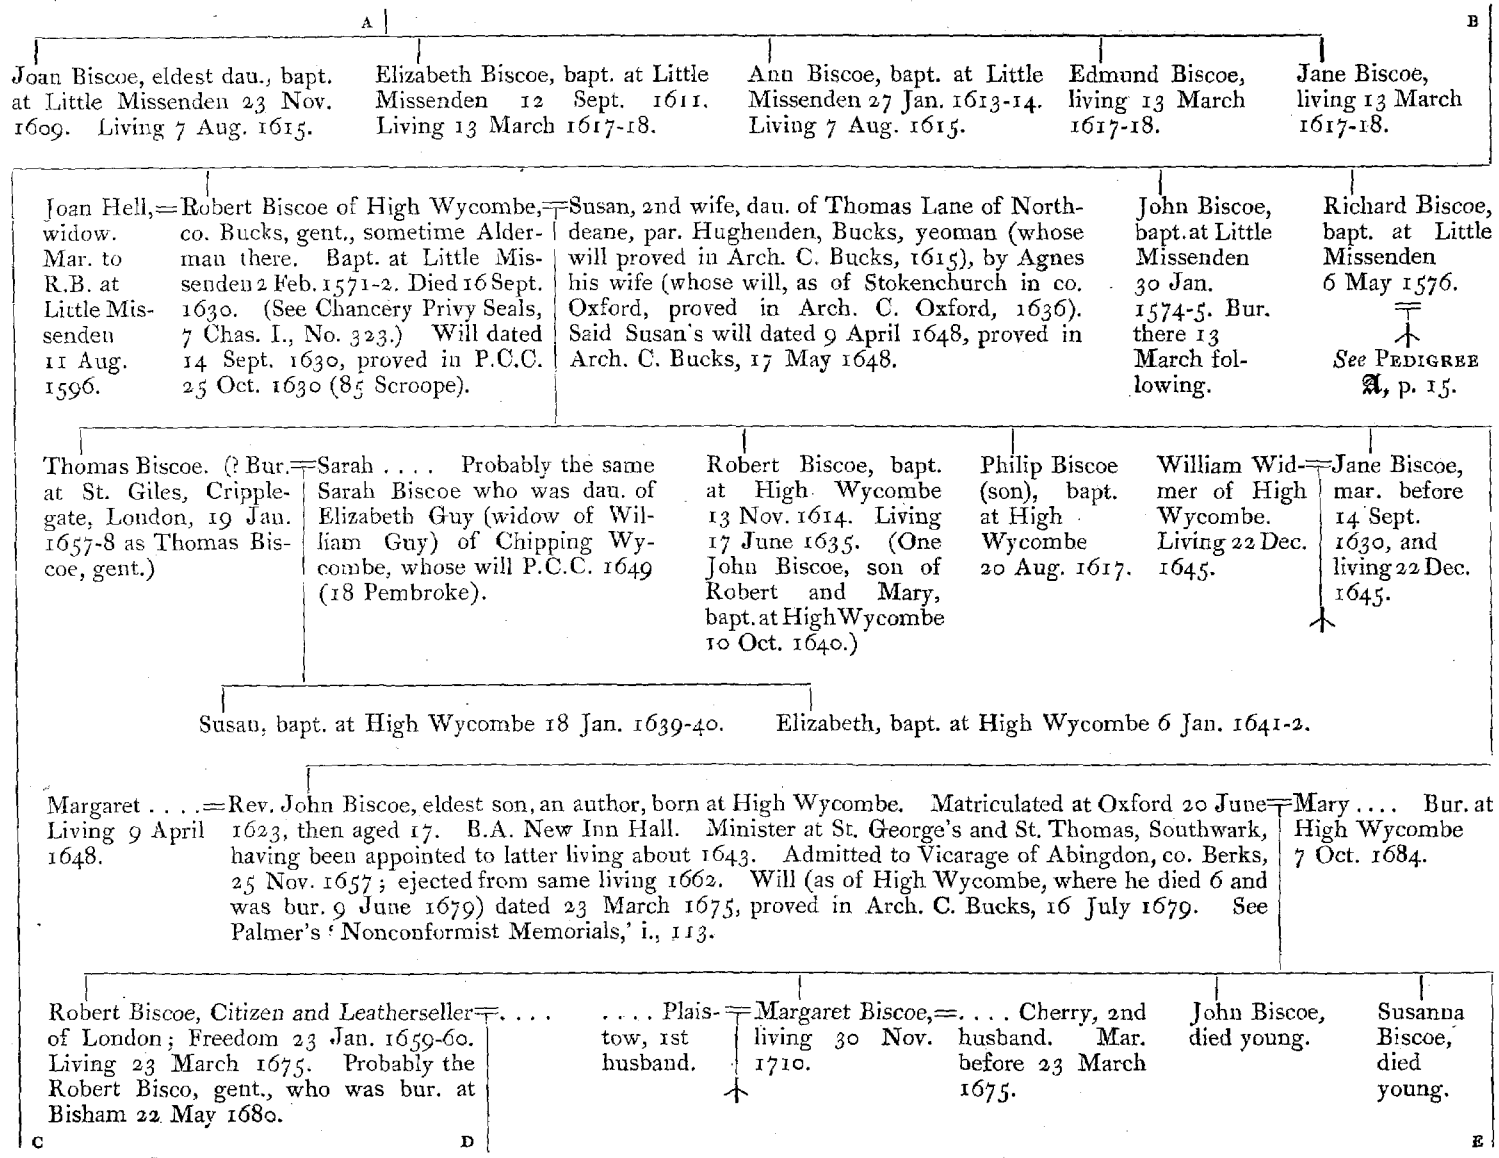 A B
Joan Biscoe, eldest dau., bapt.
at Little Missenden 23 Nov.
1609. Living 7 Aug. 1615.
Elizabeth Biscoe, bapt. at Little
Missenden 12 Sept. 1611.
Living 13 March 1617-18.
Ann Biscoe, bapt. at Little
Missenden 27 Jan. 1613-14.
Living 7 Aug. 1615.
Edmund Biscoe,
living 13 March
1617-18.
Jane Biscoe,
living 13 March
1617-18.
Joan Hell,=
widow.
Mar. to
R.B. at
Little Mis-
senden
11 Aug.
1596.
Robert Biscoe of High Wycombe,=
co. Bucks, gent., sometime Alder-
man there. Bapt. at Little Mis-
senden 2 Feb. 1571-2. Died 16 Sept.
1630. (See Chancery Privy Seals,
7 Chas. I., No. 323.) Will dated
14 Sept. 1630, proved in P.C.C.
25 Oct. 1630 (85 Scroope).
Susan, 2nd wife, dau. of Thomas Lane of North-
deane, par. Hughenden, Bucks, yeoman (whose
will proved in Arch. C. Bucks, 1615), by Agnes
his wife (whose will, as of Stokenchurch in co.
Oxford, proved in Arch. C. Oxford, 1636).
Said Susan's will dated 9 April 1648, proved in
Arch. C. Bucks, 17 May 1648.
John Biscoe,
bapt. at Little
Missenden
30 Jan.
1574-5. Bur.
there 13
March fol-
lowing.
Richard Biscoe,
bapt. at Little
Missenden
6 May 1576.
See PEDIGREE
A, p. 15.
Thomas Biscoe. (? Bur.=
at St. Giles, Cripple-
gate, London, 19 Jan.
1657-8 as Thomas Bis-
coe, gent.)
Sarah .... Probably the same
Sarah Biscoe who was dau. of
Elizabeth Guy (widow of Wil-
liam Guy) of Chipping Wy-
combe, whose will P.C.C. 1649
(18 Pembroke).
Robert Biscoe, bapt.
at High Wycombe
13 Nov. 1614. Living
17 June 1635. (One
John Biscoe, son of
Robert and Mary,
bapt. at High Wycombe
10 Oct. 1640.)
Philip Biscoe
(son), bapt.
at High
Wycombe
20 Aug. 1617.
William Wid-=
mer of High
Wycombe.
Living 22 Dec.
1645.
Jane Biscoe,
mar. before
14 Sept.
1630, and
living 22 Dec.
1645.
Susan, bapt. at High Wycombe 18 Jan. 1639-40.
Elizabeth, bapt. at High Wycombe 6 Jan. 1641-2.
Margaret ....=
Living 9 April
1648.
Rev. John Biscoe, eldest son, an author, born at High Wycombe. Matriculated at Oxford 20 June=
1623, then aged 17. B.A. New Inn Hall. Minister at St. George's and St. Thomas, Southwark,
having been appointed to latter living about 1643. Admitted to Vicarage of Abingdon, co. Berks,
25 Nov. 1657; ejected from same living 1662. Will (as of High Wycombe, where he died 6 and
was bur. 9 June 1679) dated 23 March 1675, proved in Arch. C. Bucks, 16 July 1679. See
Palmer's 'Nonconformist Memorials,' i., 113.
Mary .... Bur. at
High Wycombe
7 Oct. 1684.
Robert Biscoe, Citizen and Leatherseller=....
of London; Freedom 23 Jan. 1659-60.
Living 23 March 1675. Probably the
Robert Bisco, gent., who was bur. at
Bisham 22 May 1680.
.... Plais-=
tow, 1st
husband.
Margaret Biscoe,=
living 30 Nov.
1710.
.... Cherry, 2nd
husband. Mar.
before 23 March
1675.
John Biscoe,
died young.
Susanna
Biscoe,
died
young.
C D E